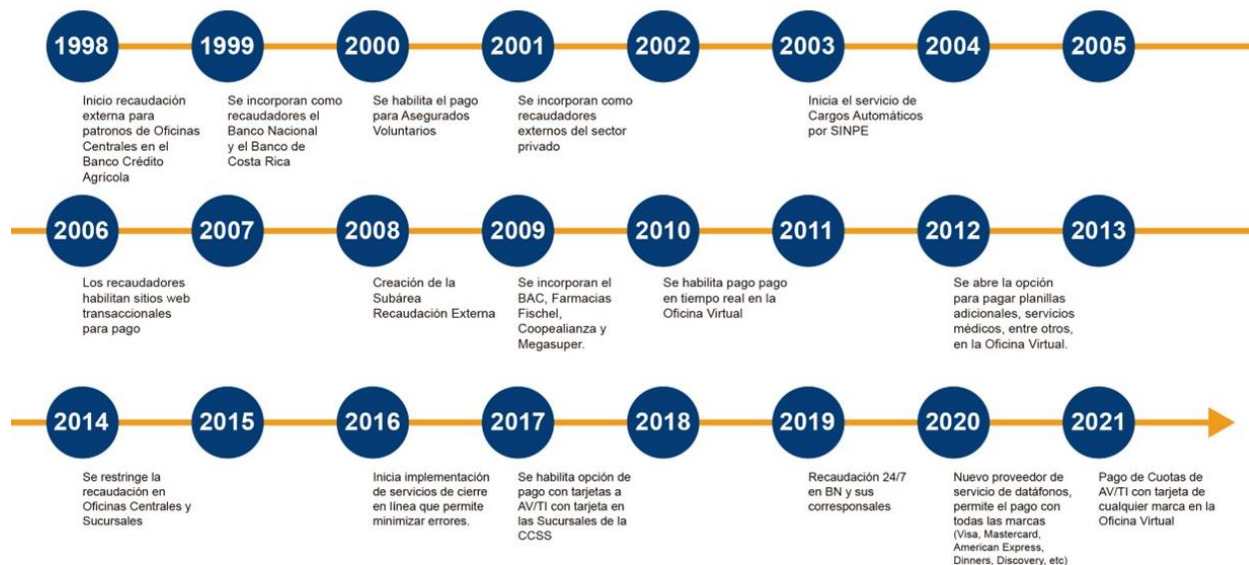 1998
1999
2000
2001
2002
2003
2004
2005
Inicio recaudación
externa para
patronos de Oficinas
Centrales en el
Banco Crédito
Agrícola
Se incorporan como
recaudadores el
Banco Nacional
y el Banco de
Costa Rica
Se habilita el pago
para Asegurados
Voluntarios
Se incorporan como
recaudadores
externos del sector
privado
Inicia el servicio de
Cargos Automáticos
por SINPE
2006
2007
2008
2009
2010
2011
2012
2013
Los recaudadores
habilitan sitios web
transaccionales
para pago
Creación de la
Subárea
Recaudación Externa
Se incorporan el
BAC, Farmacias
Fischel,
Coopealianza y
Megasuper.
Se habilita pago pago
en tiempo real en la
Oficina Virtual
Se abre la opción
para pagar planillas
adicionales, servicios
médicos, entre otros,
en la Oficina Virtual.
2014
2015
2016
2017
2018
2019
2020
2021
Se restringe la
recaudación en
Oficinas Centrales y
Sucursales
Inicia implementación
de servicios de cierre
en línea que permite
minimizar errores.
Se habilita opción de
pago con tarjetas a
AV/TI con tarjeta en
las Sucursales de la
CCSS
Recaudación 24/7
en BN y sus
corresponsales
Nuevo proveedor de
servicio de datáfonos,
permite el pago con
todas las marcas
(Visa, Mastercard,
American Express,
Dinners, Discovery, etc)
Pago de Cuotas de
AV/TI con tarjeta de
cualquier marca en la
Oficina Virtual